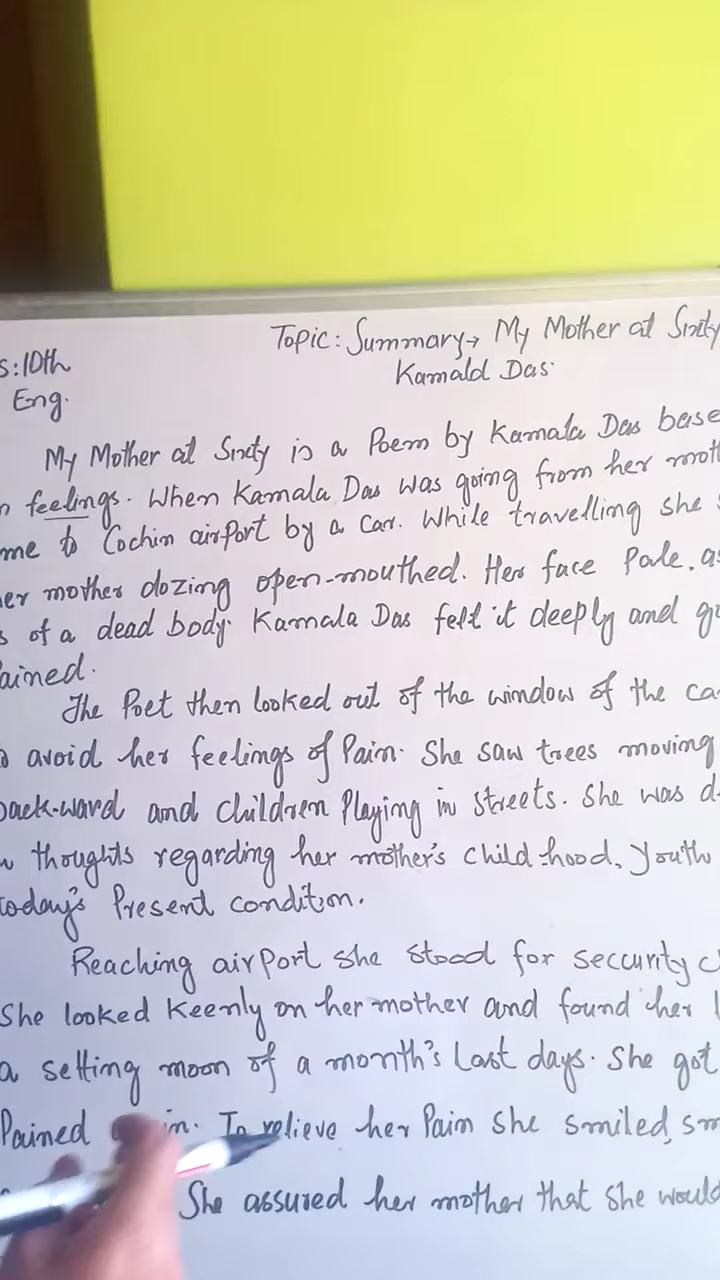 Topic: Summary→ My Mother at Sixty
s:10th
Kamald Das.
Eng.
My Mother at Sixty is a Poem by Kamala Das base
n feelings. When Kamala Das was going from her moth
me to Cochin airport by a Car. While travelling she s
er mother dozing open-mouthed. Her face Pale. as
s of a dead body. Kamala Das felt it deeply and g
ained.
The Poet then looked out of the window of the ca
o avoid her feelings of Pain. She saw trees moving
back-ward and children Playing in streets. She was d
n thoughts regarding her mother's child-hood, youth
today's Present condition.
Reaching airport she stood for seccurity c
She looked keenly on her mother and found her l
a setting moon of a month's last days. She got
Pained in. To relieve her Pain she smiled, sm
She assured her mother that she would